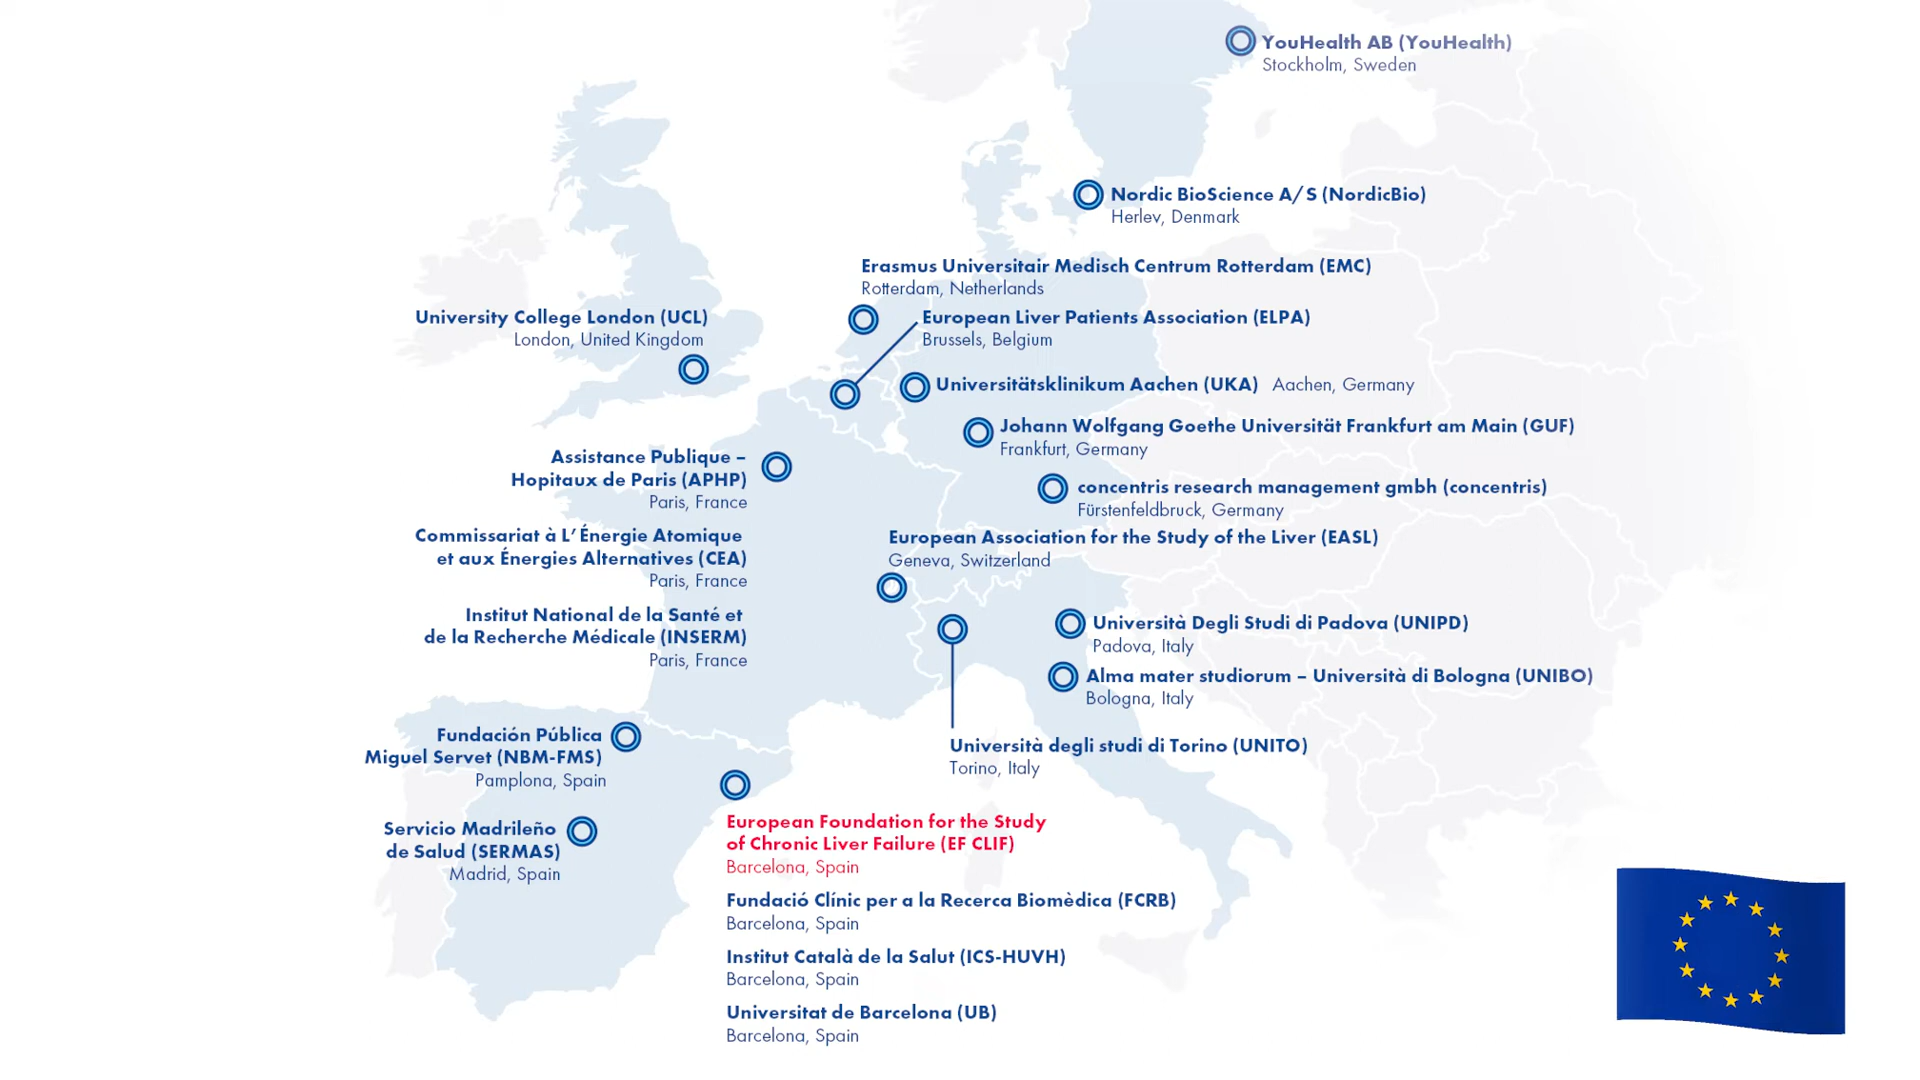 YouHealth AB (YouHealth)
Stockholm, Sweden
Nordic BioScience A/S (NordicBio)
Herlev, Denmark
Erasmus Universitair Medisch Centrum Rotterdam (EMC)
Rotterdam, Netherlands
University College London (UCL)
London, United Kingdom
European Liver Patients Association (ELPA)
Brussels, Belgium
Universitätsklinikum Aachen (UKA) Aachen, Germany
Johann Wolfgang Goethe Universität Frankfurt am Main (GUF)
Frankfurt, Germany
Assistance Publique –
Hopitaux de Paris (APHP)
Paris, France
concentris research management gmbh (concentris)
Fürstenfeldbruck, Germany
Commissariat à L’Énergie Atomique
et aux Énergies Alternatives (CEA)
Paris, France
European Association for the Study of the Liver (EASL)
Geneva, Switzerland
Institut National de la Santé et
de la Recherche Médicale (INSERM)
Paris, France
Università Degli Studi di Padova (UNIPD)
Padova, Italy
Alma mater studiorum – Università di Bologna (UNIBO)
Bologna, Italy
Fundación Pública
Miguel Servet (NBM-FMS)
Pamplona, Spain
Università degli studi di Torino (UNITO)
Torino, Italy
Servicio Madrileño
de Salud (SERMAS)
Madrid, Spain
European Foundation for the Study
of Chronic Liver Failure (EF CLIF)
Barcelona, Spain
Fundació Clínic per a la Recerca Biomèdica (FCRB)
Barcelona, Spain
Institut Català de la Salut (ICS-HUVH)
Barcelona, Spain
Universitat de Barcelona (UB)
Barcelona, Spain